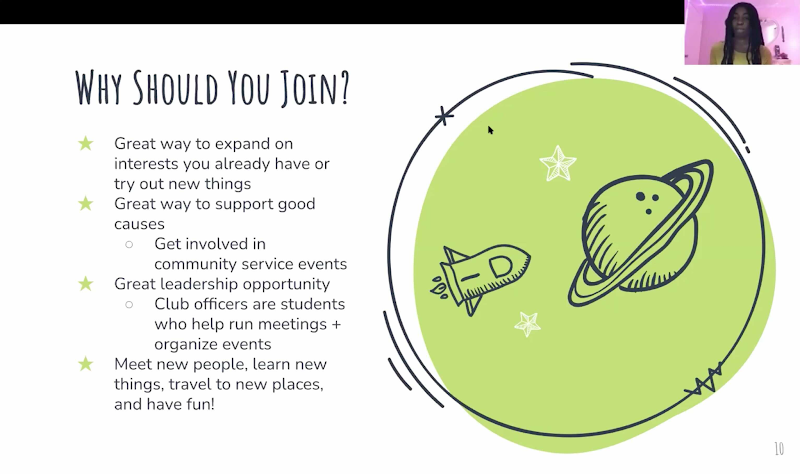 Why Should You Join?
Great way to expand on
interests you already have or
try out new things
Great way to support good
causes
Get involved in
community service events
Great leadership opportunity
Club officers are students
who help run meetings +
organize events
Meet new people, learn new
things, travel to new places,
and have fun!
10